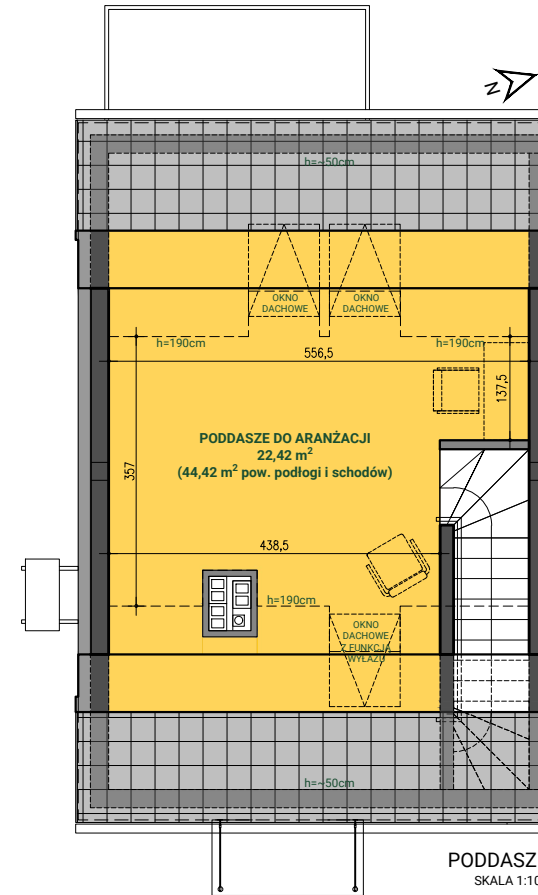 N
h=~50cm
OKNO
DACHOWE
OKNO
DACHOWE
h=190cm
h=190cm
556,5
137,5
PODDASZE DO ARANŻACJI
22,42 m²
(44,42 m² pow. podłogi i schodów)
357
438,5
h=190cm
OKNO
DACHOWE
Z FUNKCJĄ
WYŁAZU
h=~50cm
PODDASZ
SKALA 1:10